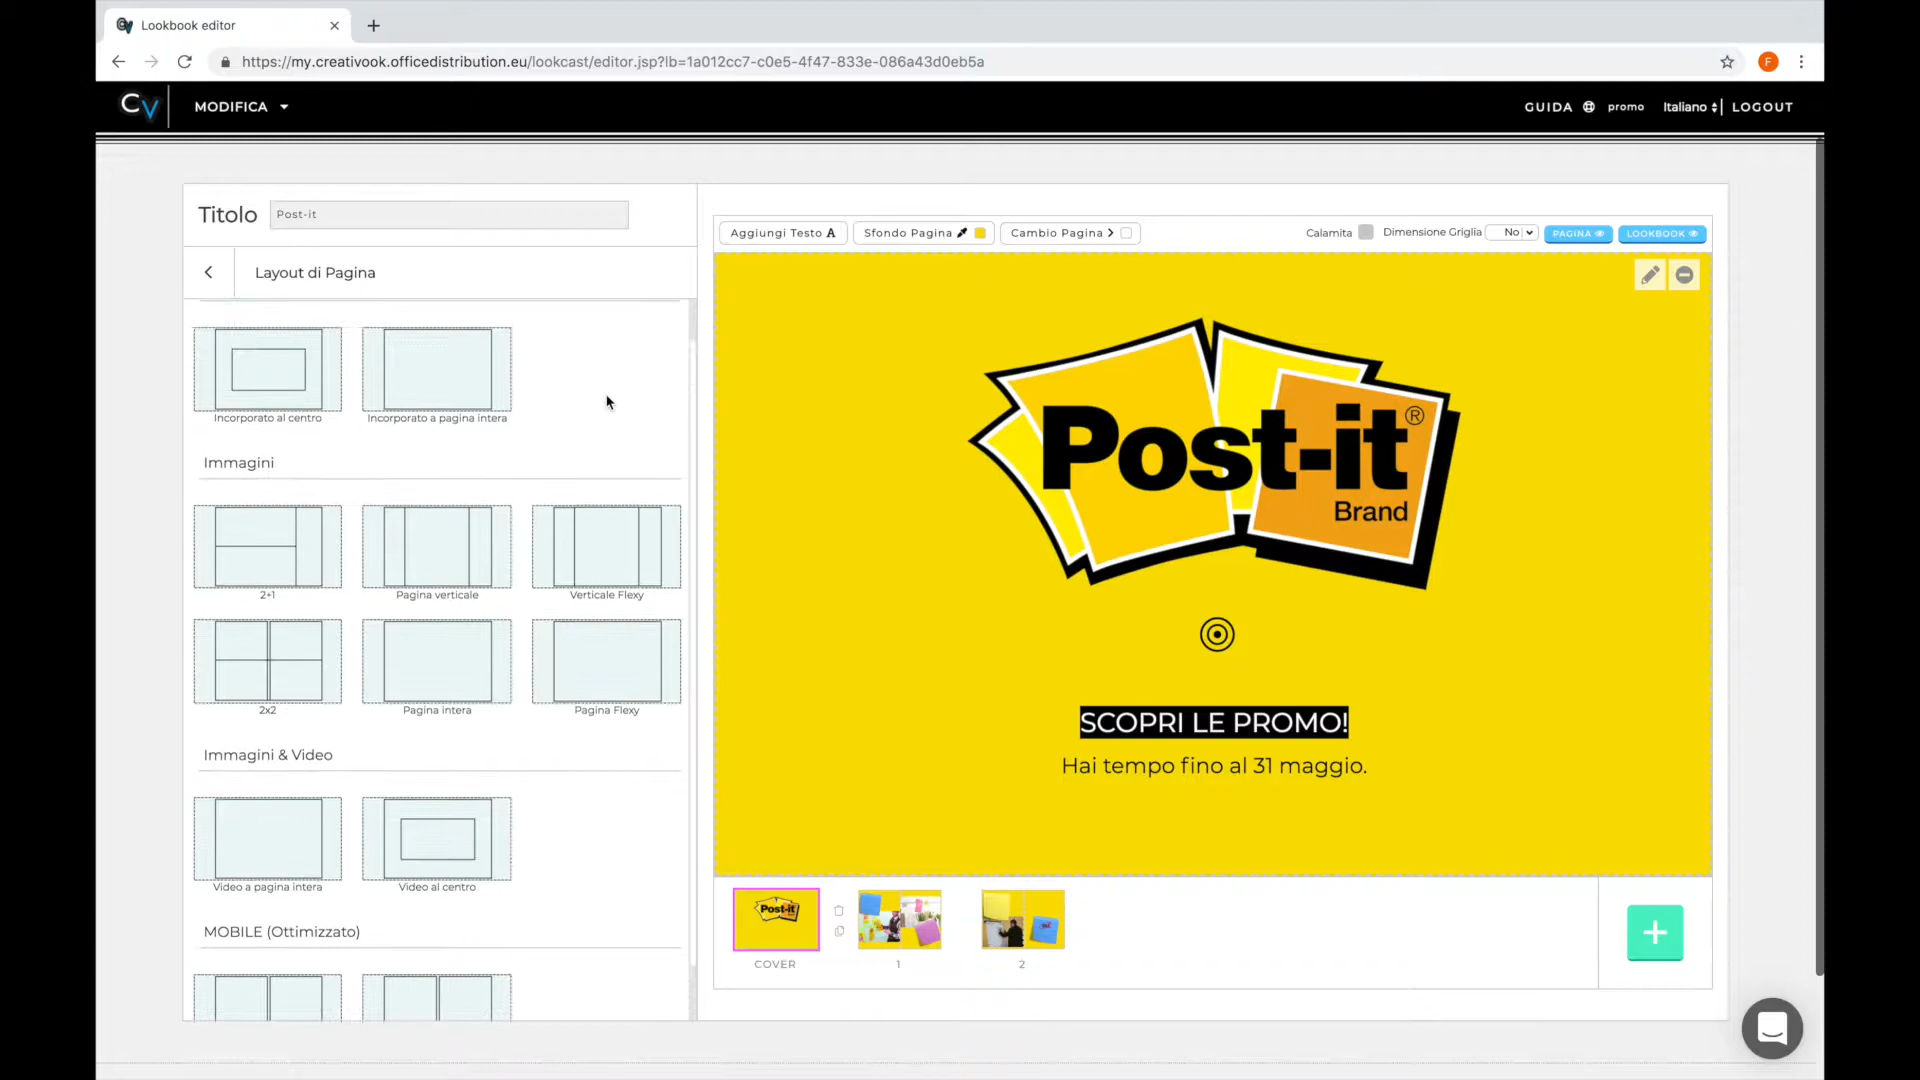 Lookbook editor
https://my.creativook.officedistribution.eu/lookcast/editor.jsp?lb=1a012cc7-c0e5-4f47-833e-086a43d0eb5a
F
CV
MODIFICA
GUIDA
promo
Italiano
LOGOUT
Titolo
Post-it
Layout di Pagina
Incorporato al centro
Incorporato a pagina intera
Immagini
2+1
Pagina verticale
Verticale Flexy
2x2
Pagina intera
Pagina Flexy
Immagini & Video
Video a pagina intera
Video al centro
MOBILE (Ottimizzato)
Aggiungi Testo A
Sfondo Pagina
Cambio Pagina
Calamita
Dimensione Griglia
No
PAGINA
LOOKBOOK
Post-it®
Brand
SCOPRI LE PROMO!
Hai tempo fino al 31 maggio.
Post-it
COVER
1
2